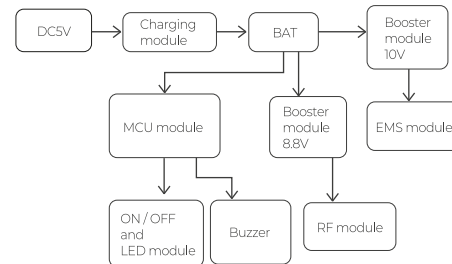 DC5V
Charging
module
BAT
Booster
module
10V
MCU module
Booster
module
8.8V
EMS module
ON / OFF
and
LED module
Buzzer
RF module